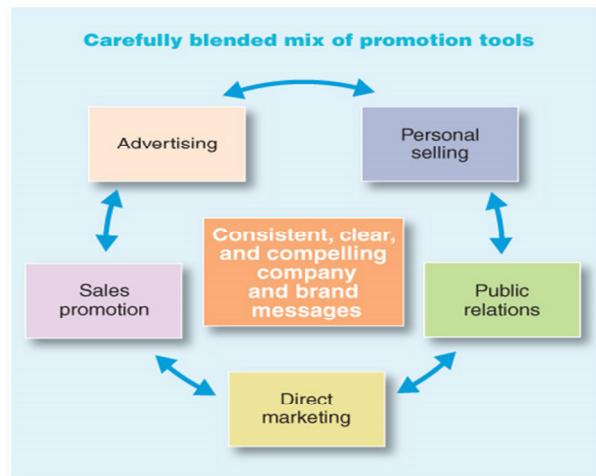 Carefully blended mix of promotion tools
Advertising
Personal
selling
Consistent, clear,
and compelling
company
and brand
messages
Sales
promotion
Public
relations
Direct
marketing